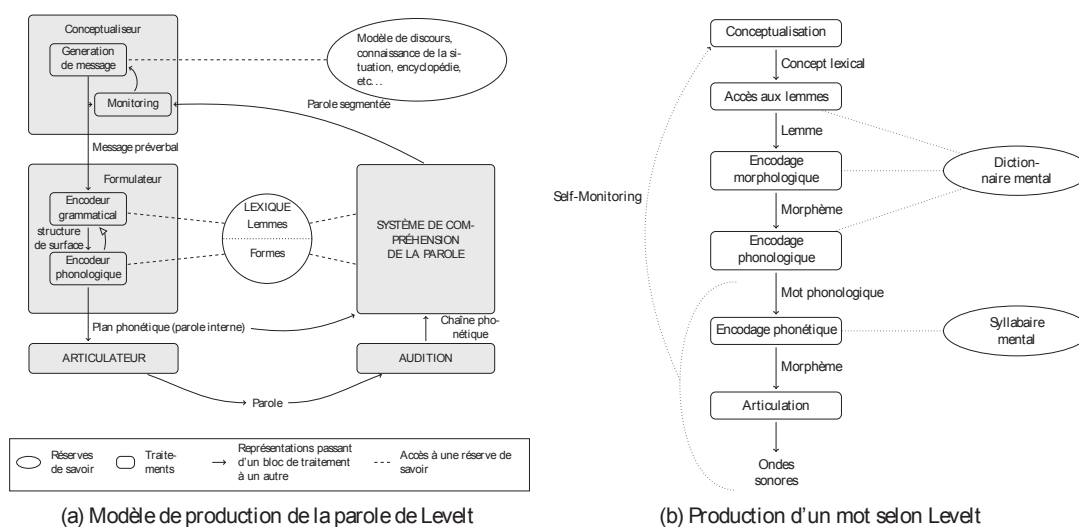 Conceptualiseur
Generation
de message
Monitoring
Modèle de discours,
connaissance de la si-
tuation, encyclopédie,
etc...
Parole segmentée
Message préverbal
Formulateur
Encodeur
grammatical
structure
de surface
Encodeur
phonologique
LEXIQUE
Lemmes
Formes
SYSTÈME DE COM-
PRÉHENSION
DE LA PAROLE
Plan phonétique (parole interne)
Chaîne pho-
nétique
ARTICULATEUR
AUDITION
Parole
Réserves
de savoir
Traite-
ments
Représentations passant
d'un bloc de traitement
à un autre
Accès à une réserve de
savoir
(a) Modèle de production de la parole de Levelt
Conceptualisation
Concept lexical
Accès aux lemmes
Lemme
Encodage
morphologique
Diction-
naire mental
Self-Monitoring
Morphème
Encodage
phonologique
Mot phonologique
Encodage phonétique
Syllabaire
mental
Morphème
Articulation
Ondes
sonores
(b) Production d'un mot selon Levelt